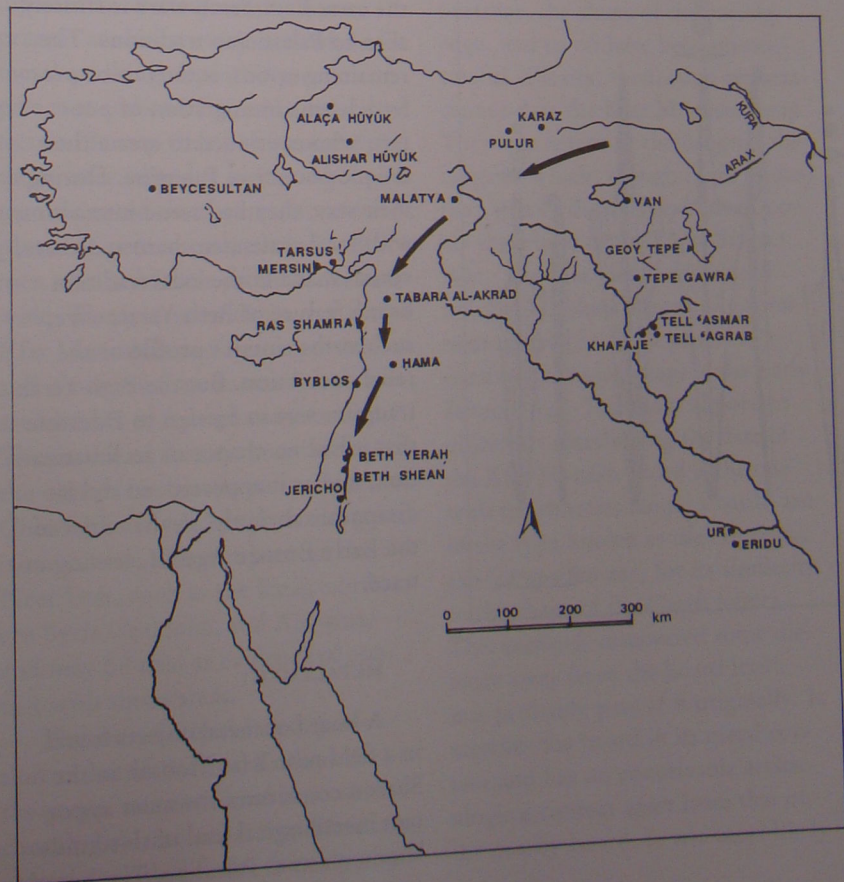 KURA
ARAX
ALAÇA HÜYÜK
KARAZ
PULUR
ALISHAR HÜYÜK
BEYCESULTAN
MALATYA
VAN
TARSUS
MERSIN
GEOY TEPE
TEPE GAWRA
TABARA AL-AKRAD
RAS SHAMRA
TELL ʿASMAR
KHAFAJE
TELL ʿAGRAB
HAMA
BYBLOS
BETH YERAḤ
BETH SHEAN
JERICHO
UR
ERIDU
0 100 200 300 km